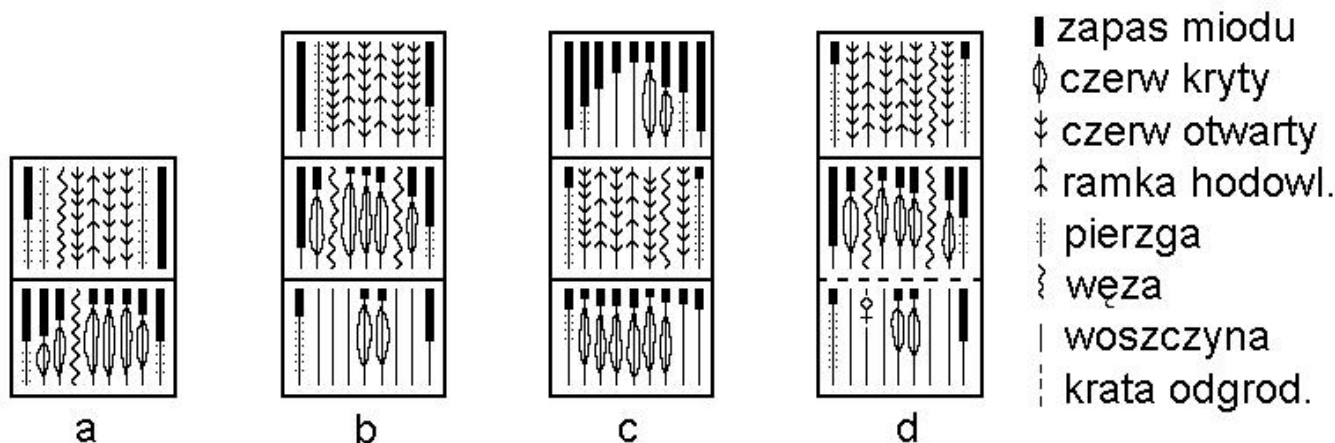 zapas miodu
czerw kryty
czerw otwarty
ramka hodowl.
pierzga
węza
woszczyna
krata odgrod.
a b c d